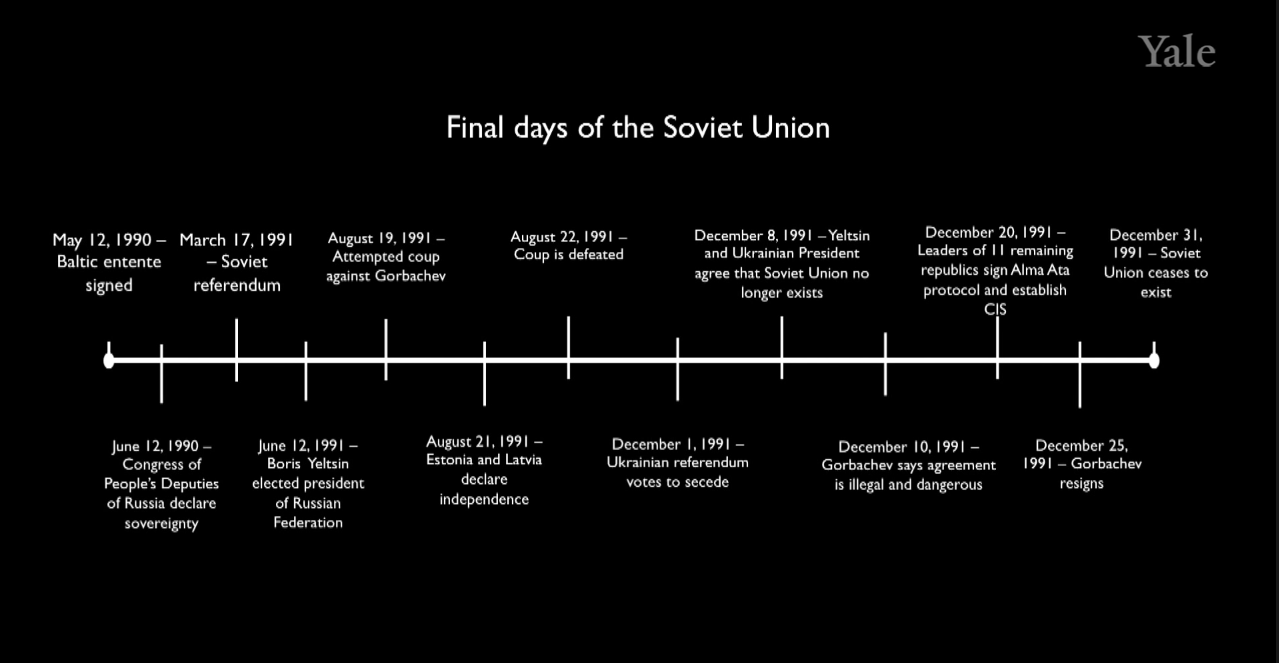 Yale
Final days of the Soviet Union
May 12, 1990 –
Baltic entente
signed
March 17, 1991
– Soviet
referendum
August 19, 1991 –
Attempted coup
against Gorbachev
August 22, 1991 –
Coup is defeated
December 8, 1991 – Yeltsin
and Ukrainian President
agree that Soviet Union no
longer exists
December 20, 1991 –
Leaders of 11 remaining
republics sign Alma Ata
protocol and establish
CIS
December 31,
1991 – Soviet
Union ceases to
exist
June 12, 1990 –
Congress of
People's Deputies
of Russia declare
sovereignty
June 12, 1991 –
Boris Yeltsin
elected president
of Russian
Federation
August 21, 1991 –
Estonia and Latvia
declare
independence
December 1, 1991 –
Ukrainian referendum
votes to secede
December 10, 1991 –
Gorbachev says agreement
is illegal and dangerous
December 25,
1991 – Gorbachev
resigns